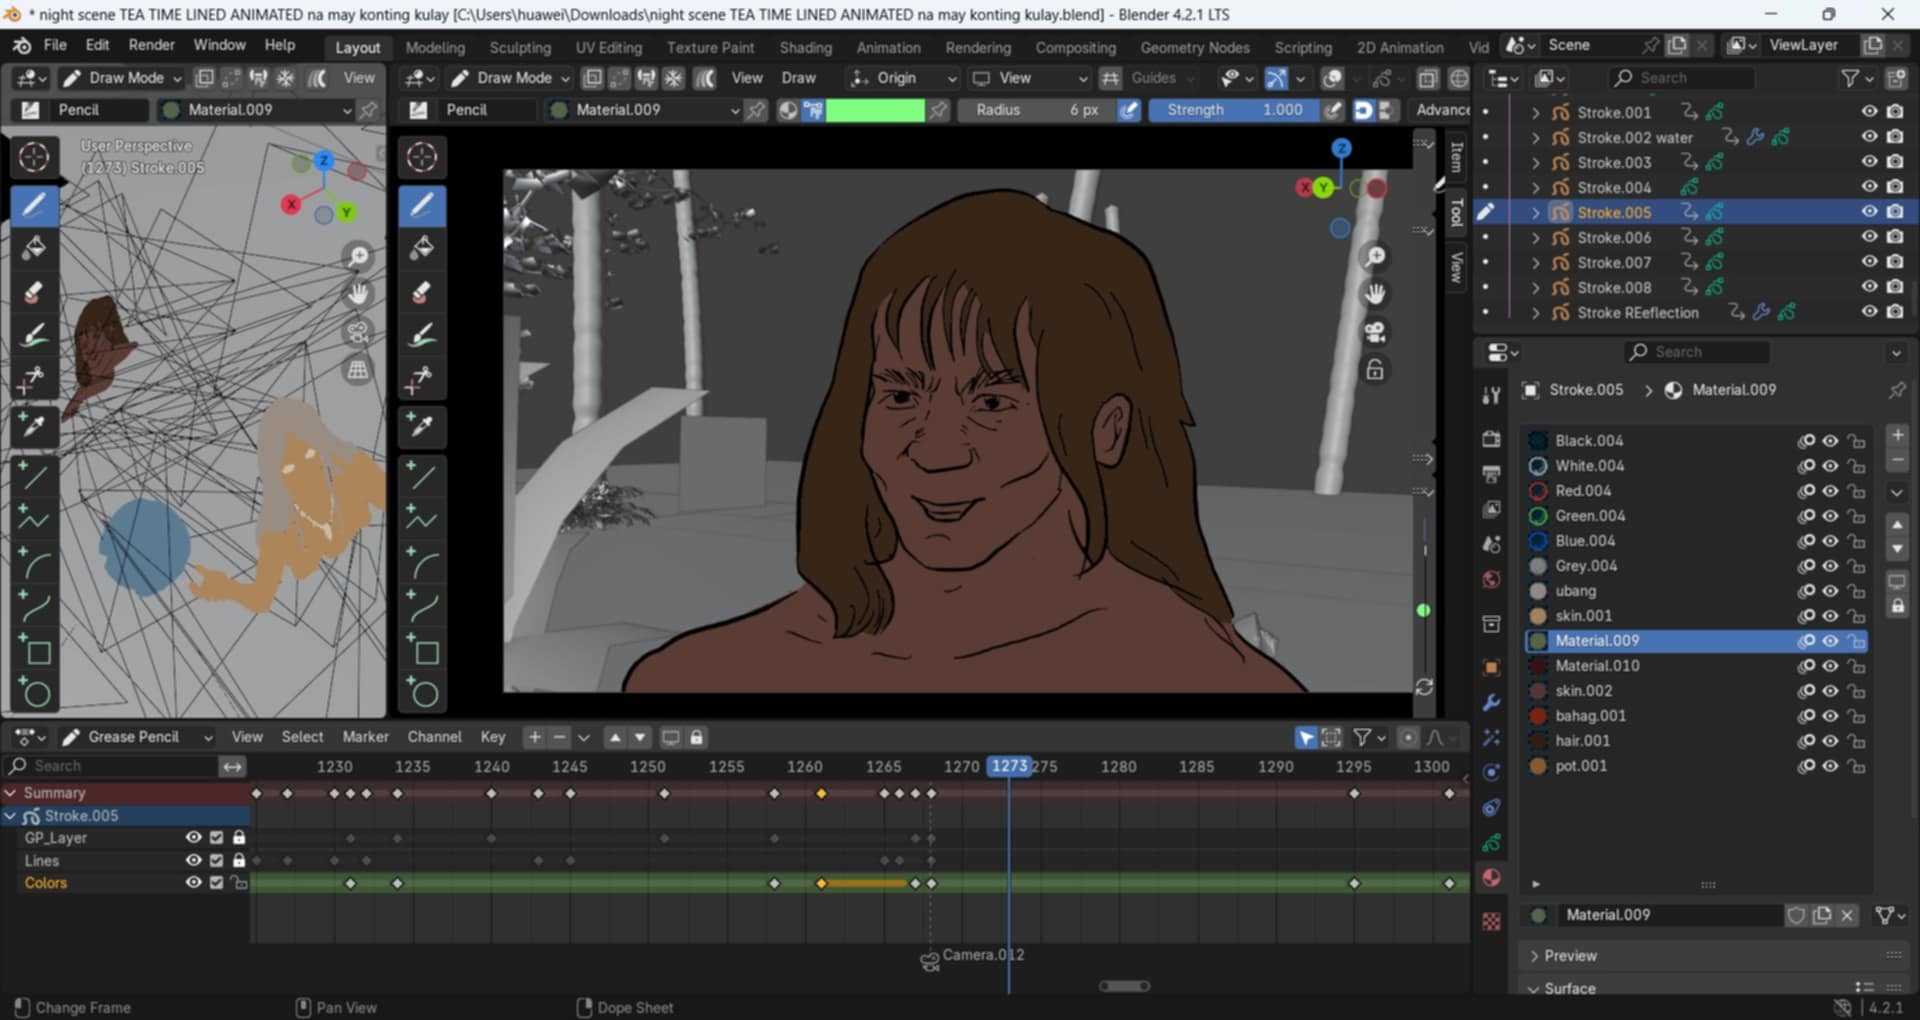 * night scene TEA TIME LINED ANIMATED na may konting kulay [C:\Users\huawei\Downloads\night scene TEA TIME LINED ANIMATED na may konting kulay.blend] - Blender 4.2.1 LTS
File Edit Render Window Help Layout Modeling Sculpting UV Editing Texture Paint Shading Animation Rendering Compositing Geometry Nodes Scripting 2D Animation Vid Scene ViewLayer
Draw Mode View Draw Mode View Draw Origin View Guides Search
Pencil Material.009 Pencil Material.009 Radius 6 px Strength 1.000 Advance
User Perspective
(1273) Stroke.005
Z
X
Y
Z
X Y
Item
Tool
View
Stroke.001
Stroke.002 water
Stroke.003
Stroke.004
Stroke.005
Stroke.006
Stroke.007
Stroke.008
Stroke REeflection
Search
Stroke.005 > Material.009
Black.004
White.004
Red.004
Green.004
Blue.004
Grey.004
ubang
skin.001
Material.009
Material.010
skin.002
bahag.001
hair.001
pot.001
Material.009
Preview
Surface
Grease Pencil View Select Marker Channel Key
Search 1230 1235 1240 1245 1250 1255 1260 1265 1270 1273 275 1280 1285 1290 1295 1300
Summary
Stroke.005
GP_Layer
Lines
Colors
Camera.012
Change Frame Pan View Dope Sheet 4.2.1